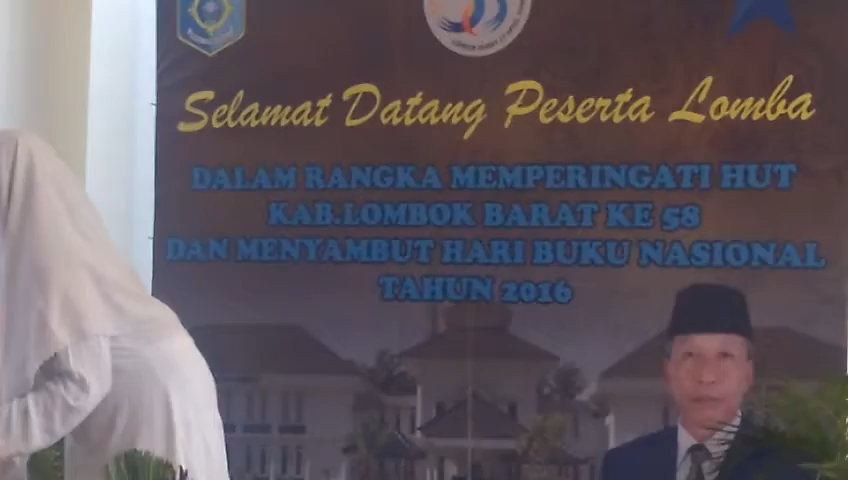 Selamat Datang Peserta Lomba
DALAM RANGKA MEMPERINGATI HUT
KAB.LOMBOK BARAT KE 58
DAN MENYAMBUT HARI BUKU NASIONAL
TAHUN 2016